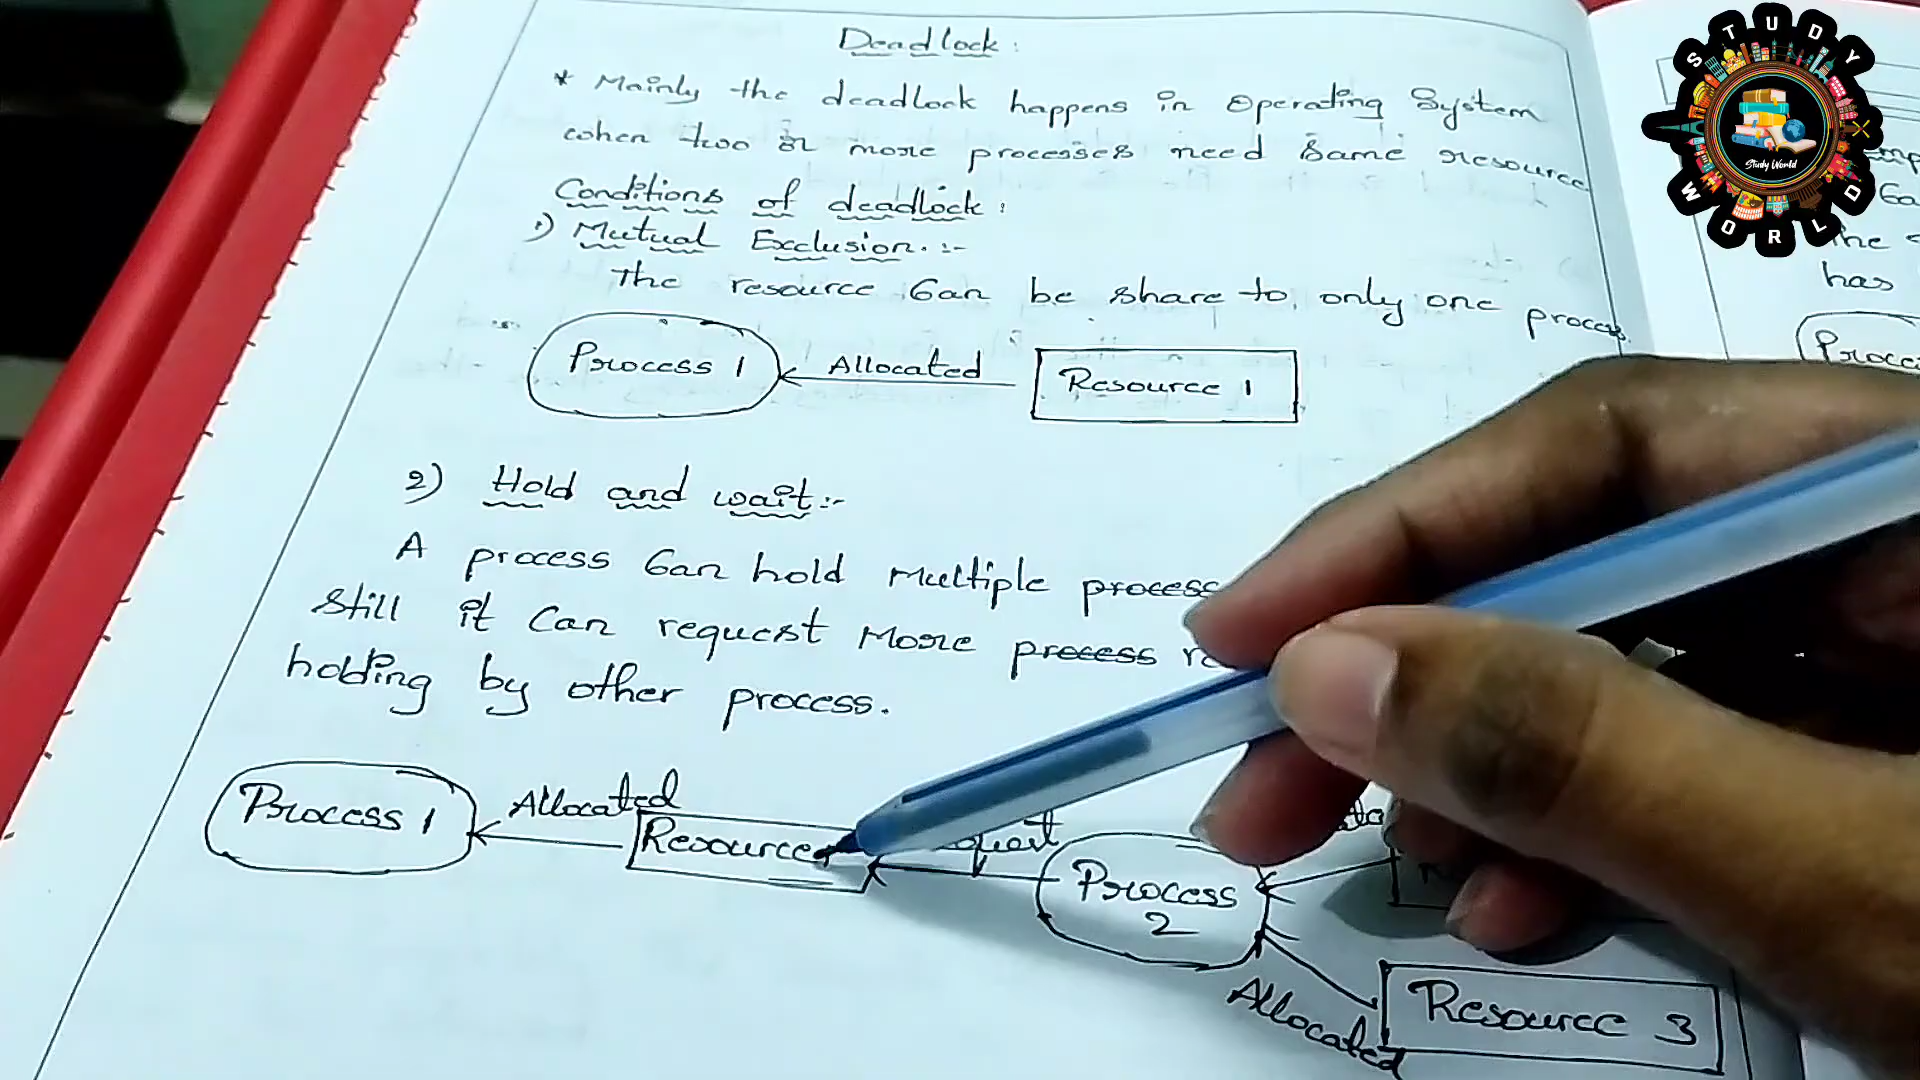 Deadlock:
* Mainly the deadlock happens in Operating System
when two or more processes need same resource
Conditions of deadlock:
1) Mutual Exclusion.:-
The resource can be share to only one process
Process 1
Allocated
Resource 1
2) Hold and wait:-
A process can hold Multiple process
still it can request More process
holding by other process.
Process 1
Allocated
Resource
Process
2
Allocated
Resource 3
STUDY
WORLD
Study World
has